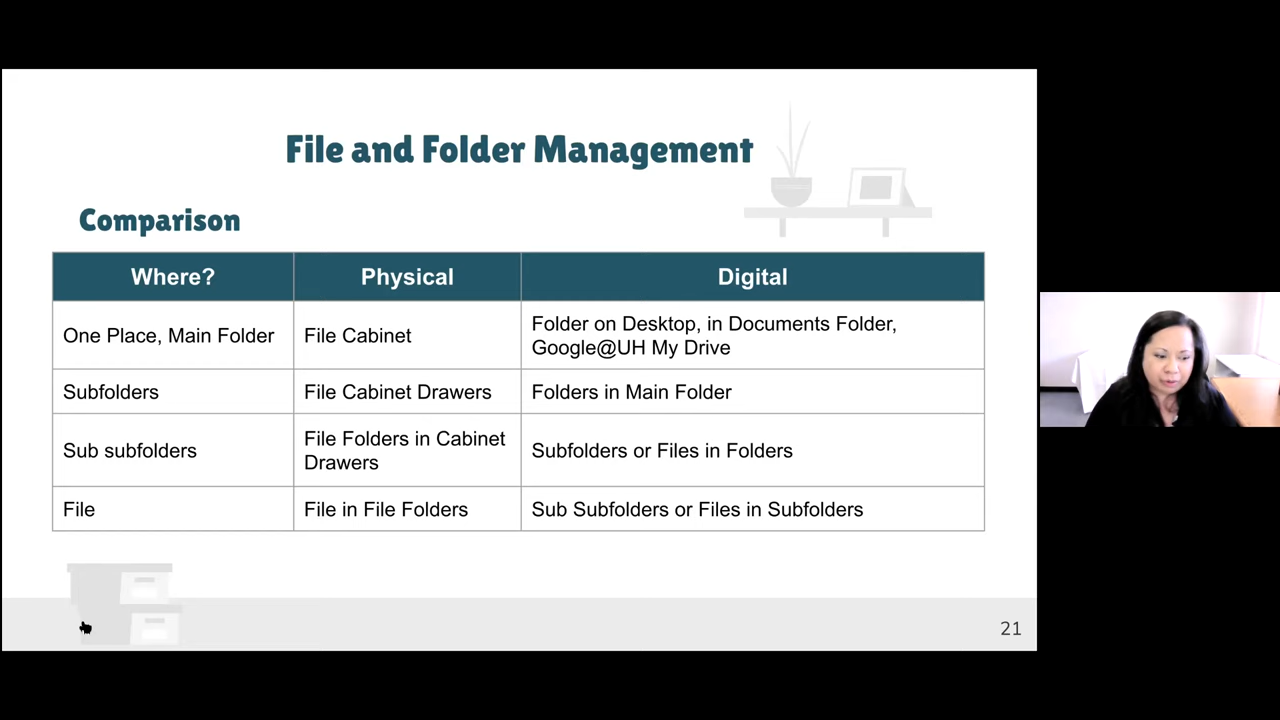 File and Folder Management
Comparison
Where? Physical Digital
One Place, Main Folder File Cabinet Folder on Desktop, in Documents Folder,
Google@UH My Drive
Subfolders File Cabinet Drawers Folders in Main Folder
Sub subfolders File Folders in Cabinet Drawers Subfolders or Files in Folders
File File in File Folders Sub Subfolders or Files in Subfolders
21